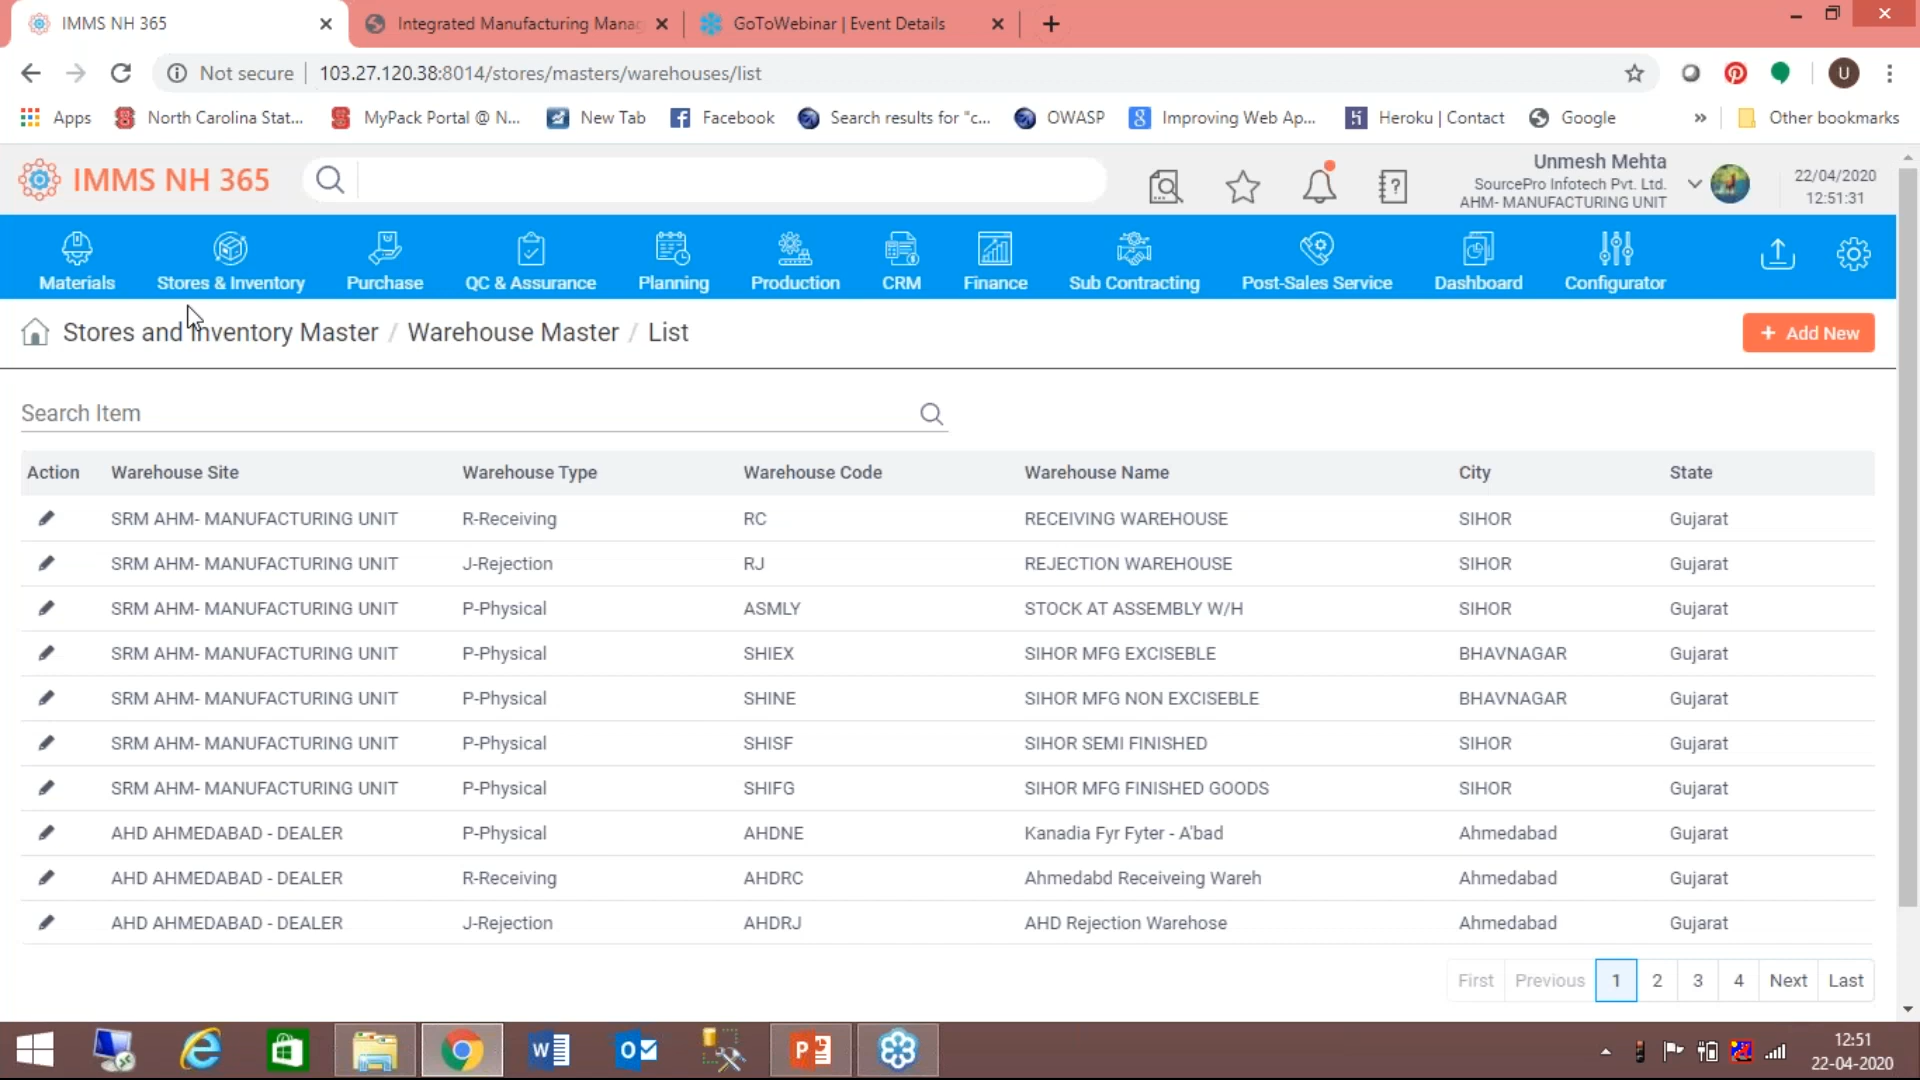 IMMS NH 365
Integrated Manufacturing Manag
GoToWebinar | Event Details
Not secure
103.27.120.38:8014/stores/masters/warehouses/list
U
Apps
North Carolina Stat...
MyPack Portal @ N...
New Tab
Facebook
Search results for "c...
OWASP
Improving Web Ap...
Heroku | Contact
Google
»
Other bookmarks
IMMS NH 365
Unmesh Mehta
SourcePro Infotech Pvt. Ltd.
AHM- MANUFACTURING UNIT
22/04/2020
12:51:31
Materials
Stores & Inventory
Purchase
QC & Assurance
Planning
Production
CRM
Finance
Sub Contracting
Post-Sales Service
Dashboard
Configurator
Stores and Inventory Master / Warehouse Master / List
+ Add New
Search Item
Action Warehouse Site Warehouse Type Warehouse Code Warehouse Name City State
SRM AHM- MANUFACTURING UNIT R-Receiving RC RECEIVING WAREHOUSE SIHOR Gujarat
SRM AHM- MANUFACTURING UNIT J-Rejection RJ REJECTION WAREHOUSE SIHOR Gujarat
SRM AHM- MANUFACTURING UNIT P-Physical ASMLY STOCK AT ASSEMBLY W/H SIHOR Gujarat
SRM AHM- MANUFACTURING UNIT P-Physical SHIEX SIHOR MFG EXCISEBLE BHAVNAGAR Gujarat
SRM AHM- MANUFACTURING UNIT P-Physical SHINE SIHOR MFG NON EXCISEBLE BHAVNAGAR Gujarat
SRM AHM- MANUFACTURING UNIT P-Physical SHISF SIHOR SEMI FINISHED SIHOR Gujarat
SRM AHM- MANUFACTURING UNIT P-Physical SHIFG SIHOR MFG FINISHED GOODS SIHOR Gujarat
AHD AHMEDABAD - DEALER P-Physical AHDNE Kanadia Fyr Fyter - A'bad Ahmedabad Gujarat
AHD AHMEDABAD - DEALER R-Receiving AHDRC Ahmedabd Receiveing Wareh Ahmedabad Gujarat
AHD AHMEDABAD - DEALER J-Rejection AHDRJ AHD Rejection Warehose Ahmedabad Gujarat
First Previous 1 2 3 4 Next Last
12:51
22-04-2020